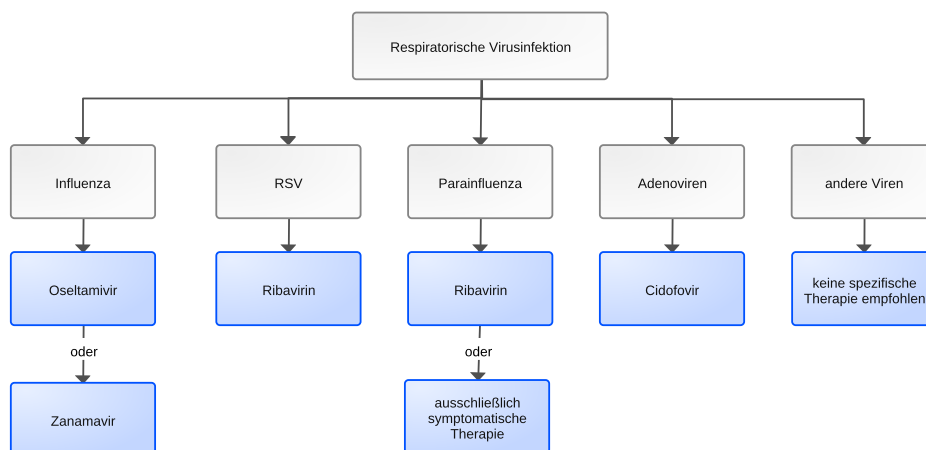 Respiratorische Virusinfektion
Influenza
RSV
Parainfluenza
Adenoviren
andere Viren
Oseltamivir
Ribavirin
Ribavirin
Cidofovir
keine spezifische
Therapie empfohlen
oder
oder
Zanamavir
ausschließlich
symptomatische
Therapie